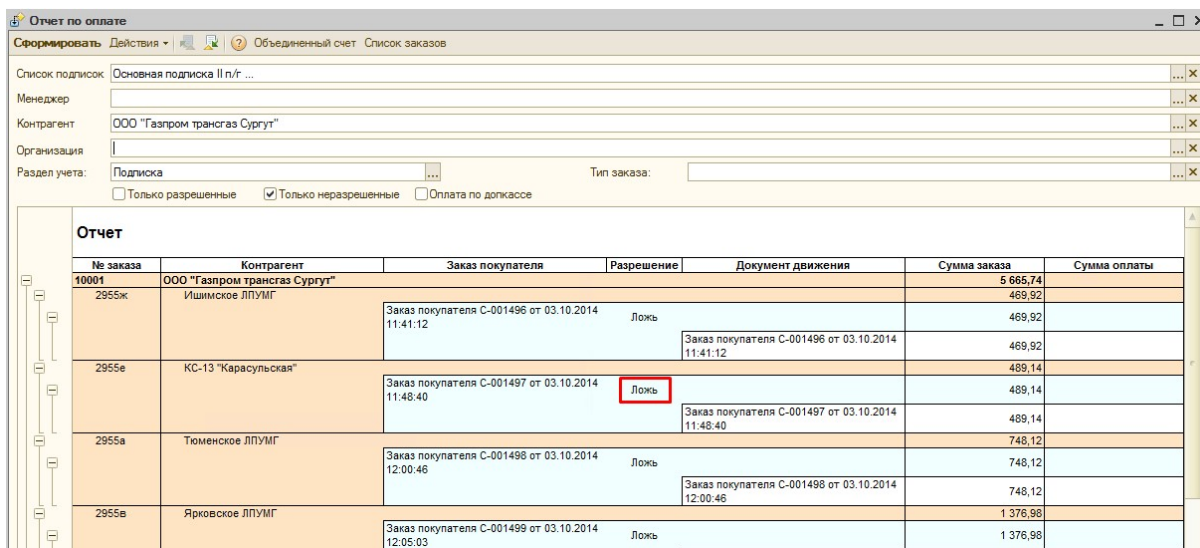 Отчет по оплате
Сформировать Действия Объединенный счет Список заказов
Список подписок Основная подписка II п/г ...
Менеджер
Контрагент ООО "Газпром трансгаз Сургут"
Организация
Раздел учета: Подписка ... Тип заказа:
Только разрешенные Только неразрешенные Оплата по допкассе
Отчет
№ заказа Контрагент Заказ покупателя Разрешение Документ движения Сумма заказа Сумма оплаты
10001 ООО "Газпром трансгаз Сургут" 5 665,74
2955ж Ишимское ЛПУМГ 469,92
Заказ покупателя С-001496 от 03.10.2014 11:41:12 Ложь 469,92
Заказ покупателя С-001496 от 03.10.2014 11:41:12 469,92
2955е КС-13 "Карасульская" 489,14
Заказ покупателя С-001497 от 03.10.2014 11:48:40 Ложь 489,14
Заказ покупателя С-001497 от 03.10.2014 11:48:40 489,14
2955а Тюменское ЛПУМГ 748,12
Заказ покупателя С-001498 от 03.10.2014 12:00:46 Ложь 748,12
Заказ покупателя С-001498 от 03.10.2014 12:00:46 748,12
2955в Ярковское ЛПУМГ 1 376,98
Заказ покупателя С-001499 от 03.10.2014 12:05:03 Ложь 1 376,98